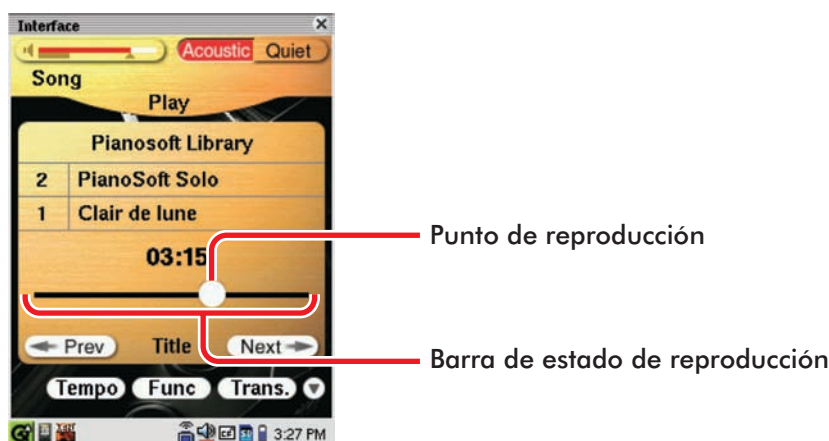 Interface
Acoustic Quiet
Song
Play
Pianosoft Library
2 PianoSoft Solo
1 Clair de lune
03:15
Prev Title Next
Tempo Func Trans.
3:27 PM
Punto de reproducción
Barra de estado de reproducción